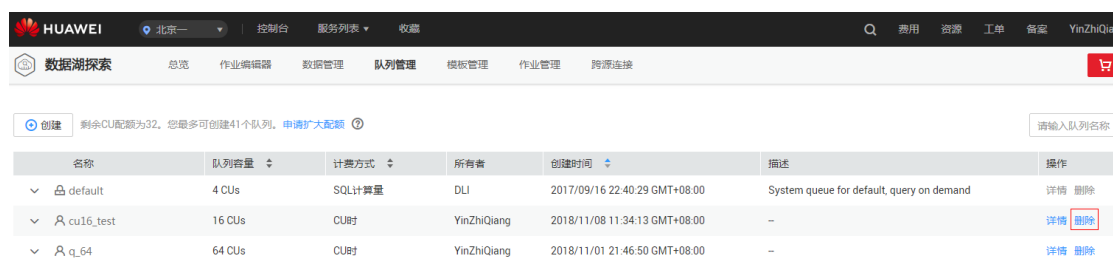 HUAWEI 北京一 控制台 服务列表 收藏 费用 资源 工单 备案 YinZhiQia
数据湖探索 总览 作业编辑器 数据管理 队列管理 模板管理 作业管理 跨源连接
创建 剩余CU配额为32。您最多可创建41个队列。申请扩大配额 ? 请输入队列名称
名称 队列容量 计费方式 所有者 创建时间 描述 操作
default 4 CUs SQL计算量 DLI 2017/09/16 22:40:29 GMT+08:00 System queue for default, query on demand 详情 删除
cu16_test 16 CUs CU时 YinZhiQiang 2018/11/08 11:34:13 GMT+08:00 – 详情 删除
q_64 64 CUs CU时 YinZhiQiang 2018/11/01 21:46:50 GMT+08:00 – 详情 删除